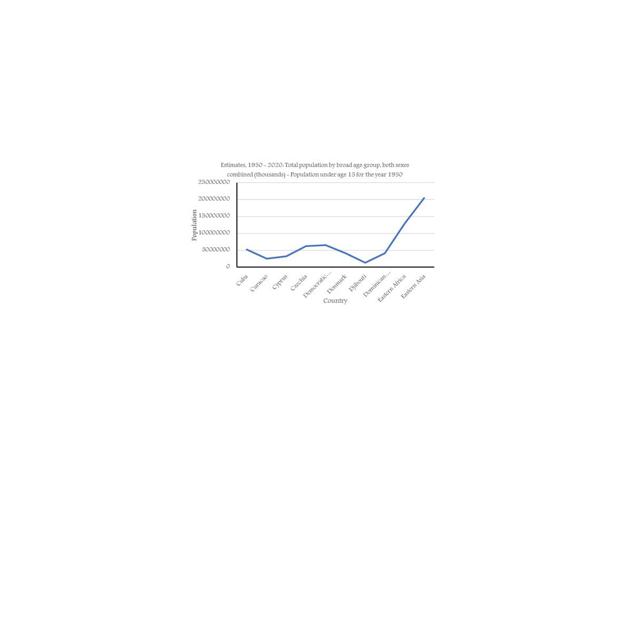 Estimates, 1950 - 2020: Total population by broad age group, both sexes
combined (thousands) - Population under age 15 for the year 1950
250000000
200000000
150000000
100000000
50000000
0
Population
Cuba
Curacao
Cyprus
Czechia
Democratic...
Denmark
Djibouti
Dominican...
Eastern Africa
Eastern Asia
Country